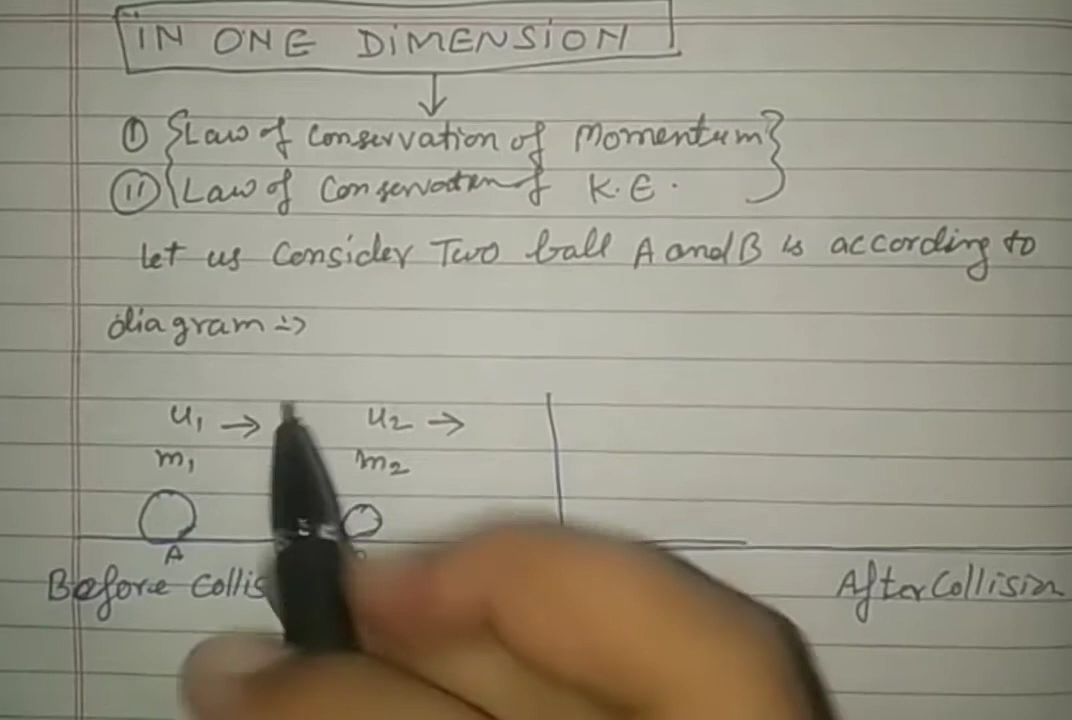 IN ONE DIMENSION
(I) {Law of Conservation of Momentum}
(II) {Law of Conservation of K.E.}
let us Consider Two ball A and B is according to
diagram :->
u₁ → u₂ →
m₁ m₂
A
Before Collis After Collision